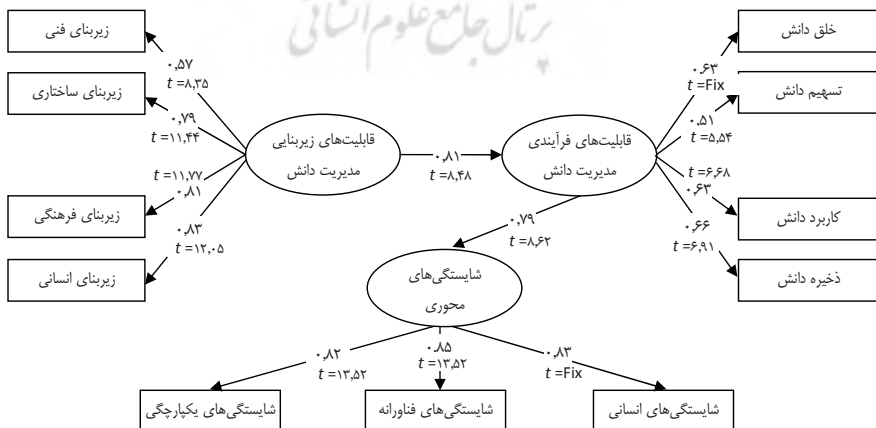 پرتال جامع علوم انسانی
زیربنای فنی
خلق دانش
۰,۵۷
t =۸,۳۵
۰,۶۳
t =Fix
زیربنای ساختاری
تسهیم دانش
۰,۷۹
t =۱۱,۴۴
۰,۵۱
t =۵,۵۴
قابلیت‌های زیربنایی
مدیریت دانش
۰,۸۱
t =۸,۴۸
قابلیت‌های فرآیندی
مدیریت دانش
t =۱۱,۷۷
۰,۸۱
t =۶,۶۸
۰,۶۳
زیربنای فرهنگی
کاربرد دانش
۰,۸۳
t =۱۲,۰۵
۰,۷۹
t =۸,۶۲
۰,۶۶
t =۶,۹۱
زیربنای انسانی
ذخیره دانش
شایستگی‌های
محوری
۰,۸۲
t =۱۳,۵۲
۰.۸۵
t =۱۳,۵۲
۰,۸۳
t =Fix
شایستگی‌های یکپارچگی
شایستگی‌های فناورانه
شایستگی‌های انسانی